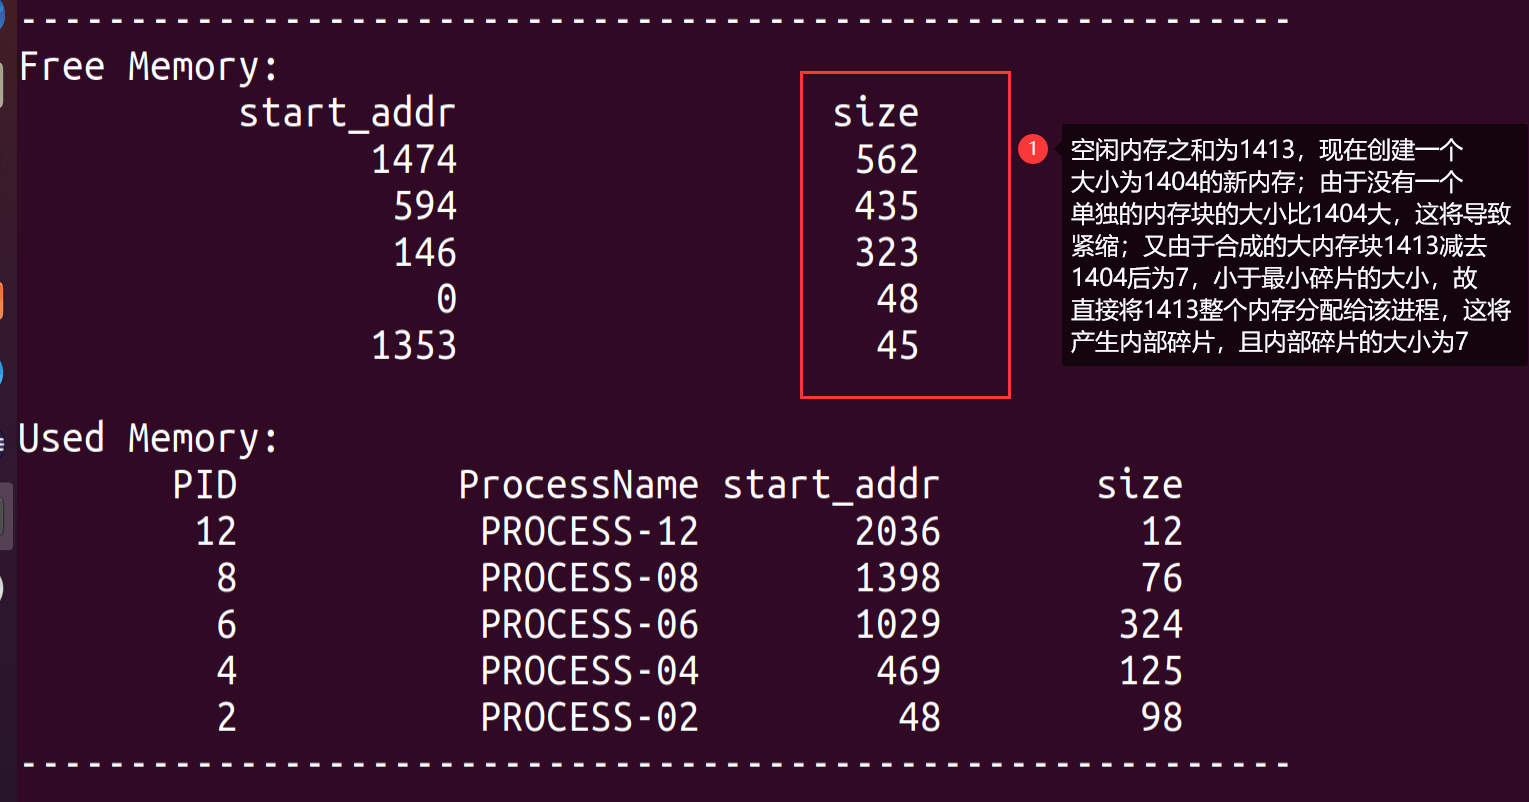 ------------------------------------------------------------
Free Memory:
start_addr size
1474 562
594 435
146 323
0 48
1353 45
1
空闲内存之和为1413，现在创建一个
大小为1404的新内存；由于没有一个
单独的内存块的大小比1404大，这将导致
紧缩；又由于合成的大内存块1413减去
1404后为7，小于最小碎片的大小，故
直接将1413整个内存分配给该进程，这将
产生内部碎片，且内部碎片的大小为7
Used Memory:
PID ProcessName start_addr size
12 PROCESS-12 2036 12
8 PROCESS-08 1398 76
6 PROCESS-06 1029 324
4 PROCESS-04 469 125
2 PROCESS-02 48 98
------------------------------------------------------------